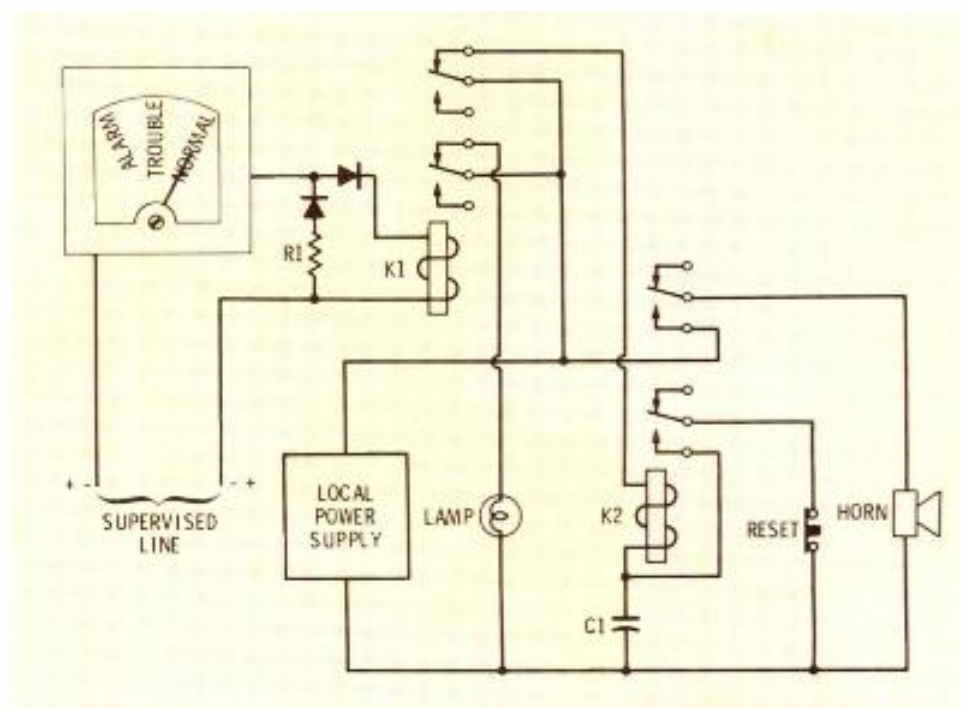 ALARM
TROUBLE
NORMAL
R1
K1
+ -
- +
SUPERVISED
LINE
LOCAL
POWER
SUPPLY
LAMP
K2
C1
RESET
HORN